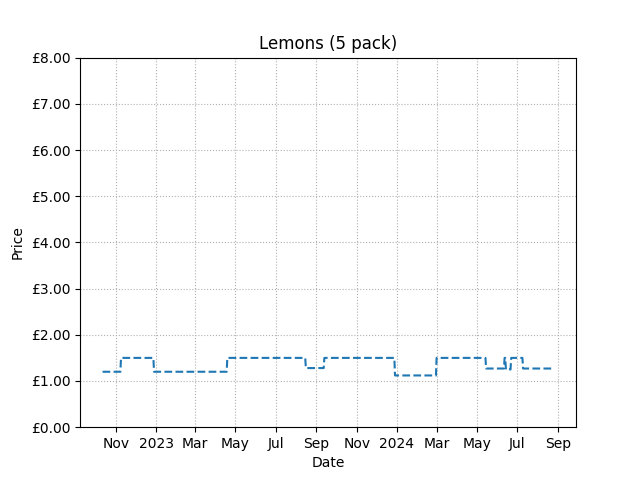 Lemons (5 pack)
£8.00
£7.00
£6.00
£5.00
£4.00
£3.00
£2.00
£1.00
£0.00
Price
Nov 2023 Mar May Jul Sep Nov 2024 Mar May Jul Sep
Date